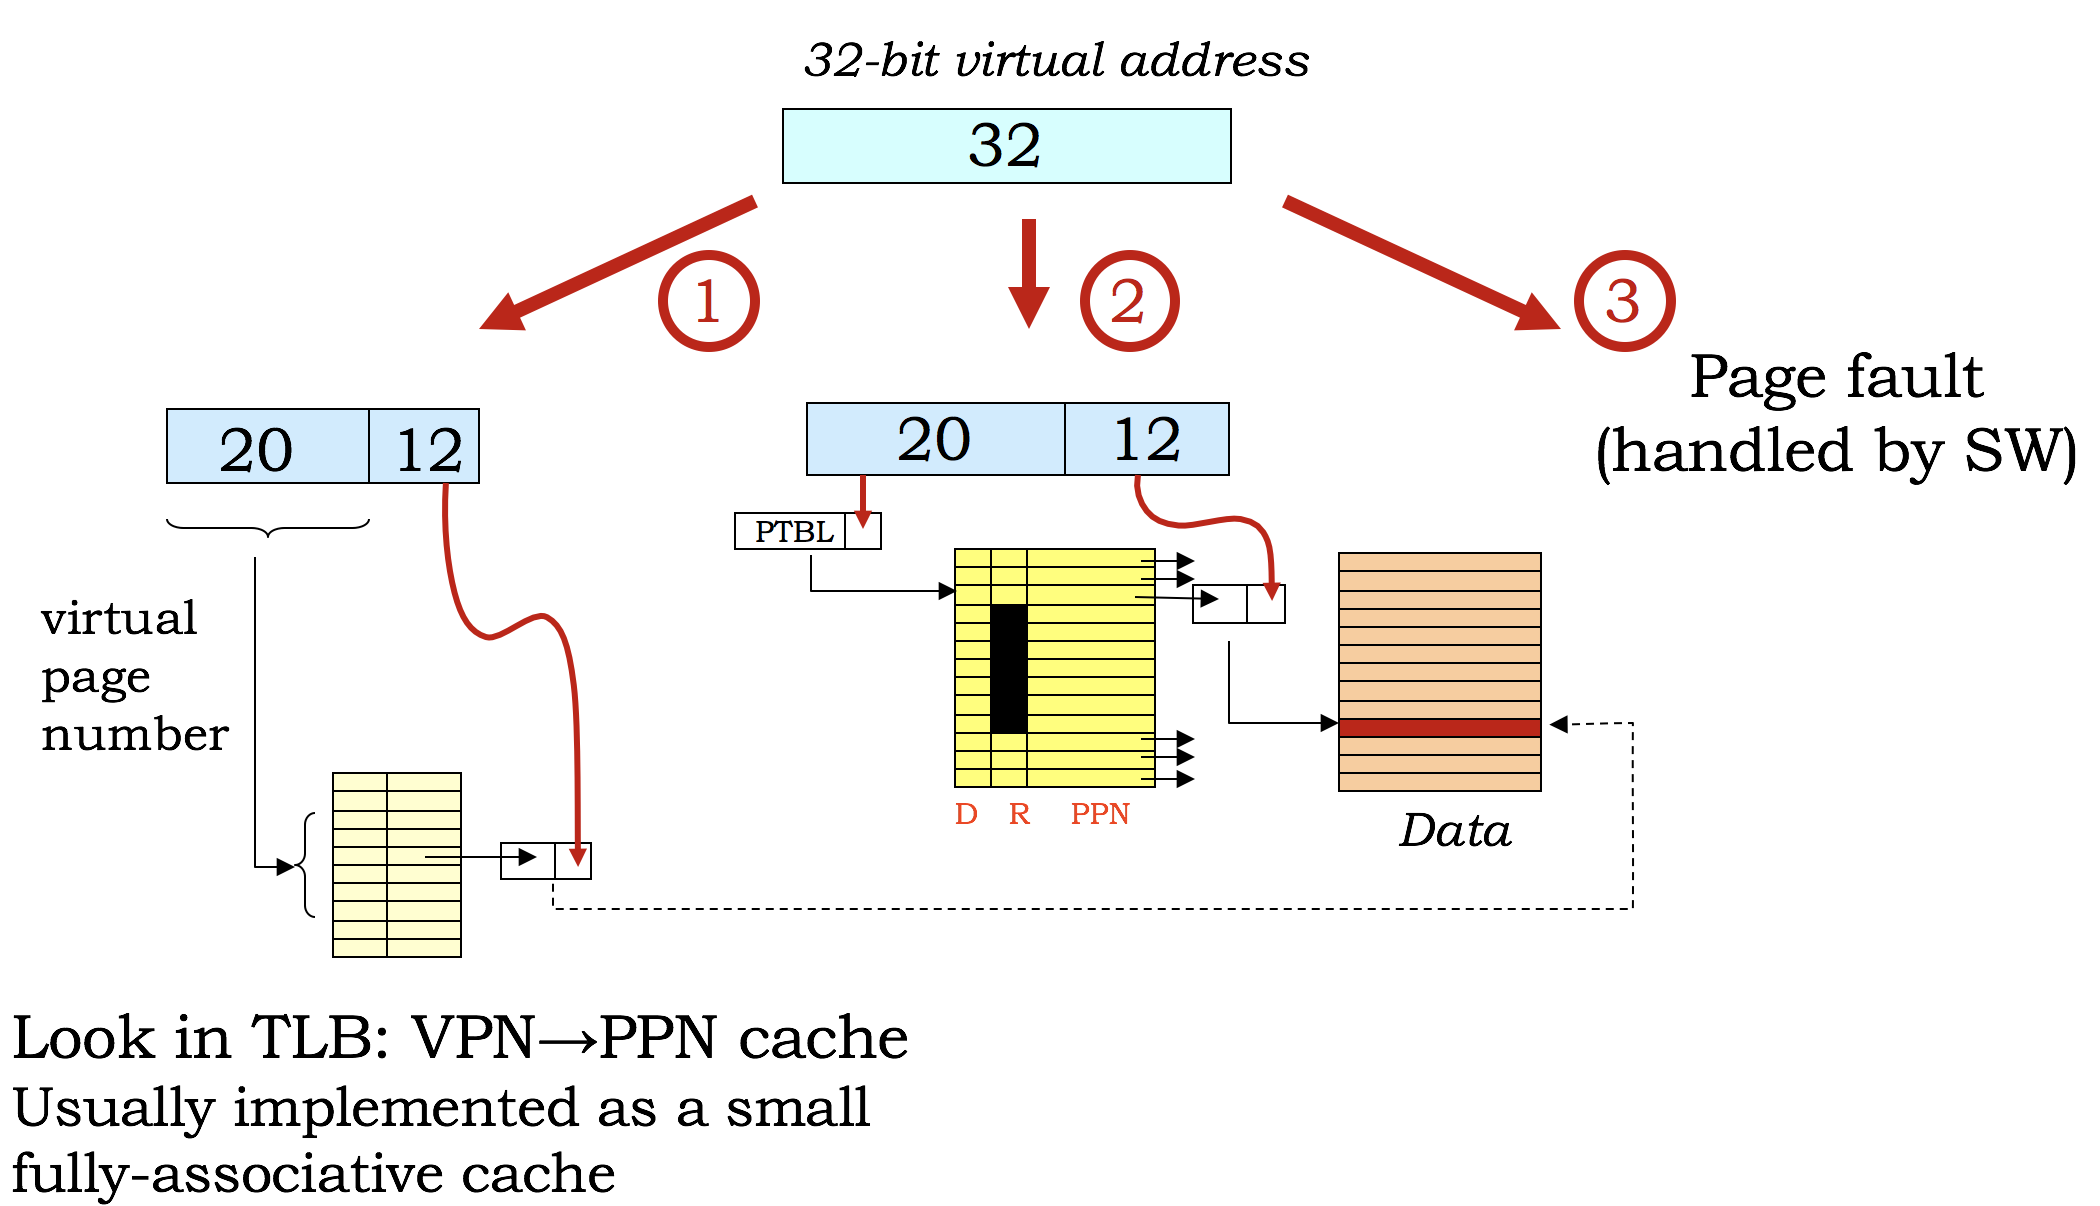 32-bit virtual address
32
1
2
3
Page fault
(handled by SW)
20 12
20 12
PTBL
virtual
page
number
D R PPN
Data
Look in TLB: VPN→PPN cache
Usually implemented as a small
fully-associative cache